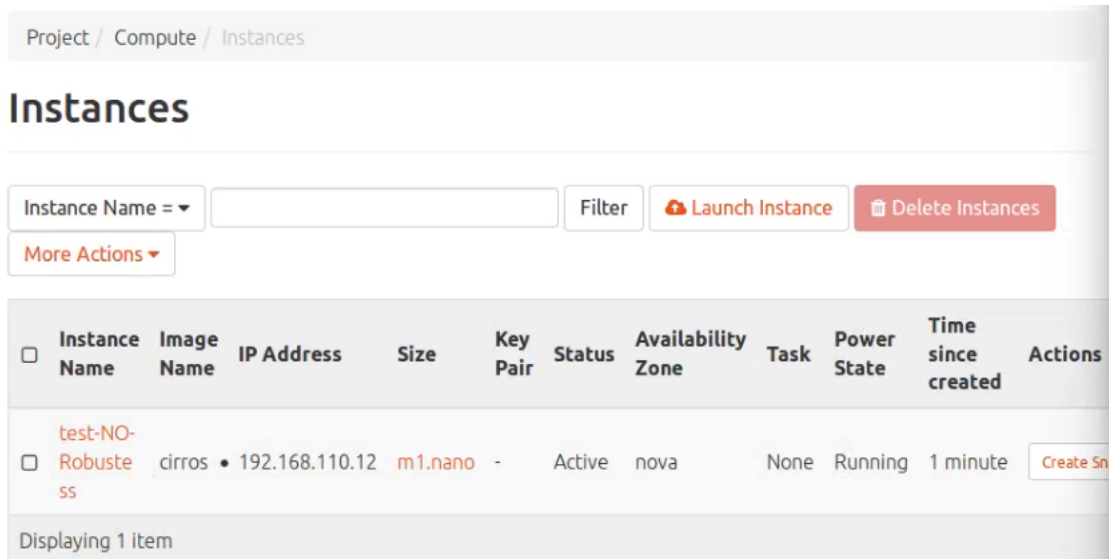 Project / Compute / Instances
Instances
Instance Name = Filter Launch Instance Delete Instances
More Actions
Instance Name Image Name IP Address Size Key Pair Status Availability Zone Task Power State Time since created Actions
test-NO-Robustess cirros • 192.168.110.12 m1.nano - Active nova None Running 1 minute Create Sn
Displaying 1 item